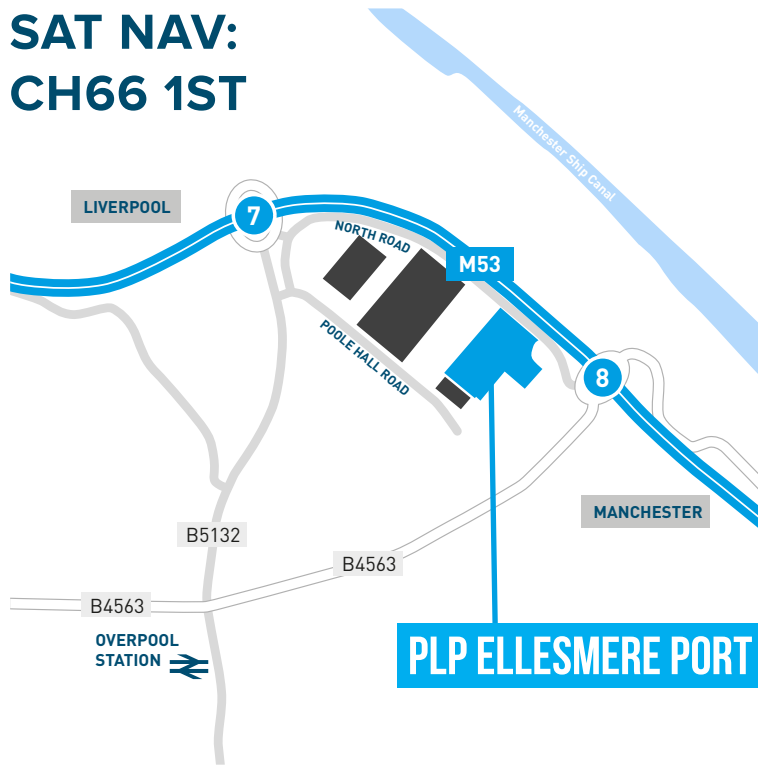 SAT NAV:
CH66 1ST
Manchester Ship Canal
LIVERPOOL
7
NORTH ROAD
M53
POOLE HALL ROAD
8
MANCHESTER
B5132
B4563
B4563
OVERPOOL
STATION
PLP ELLESMERE PORT